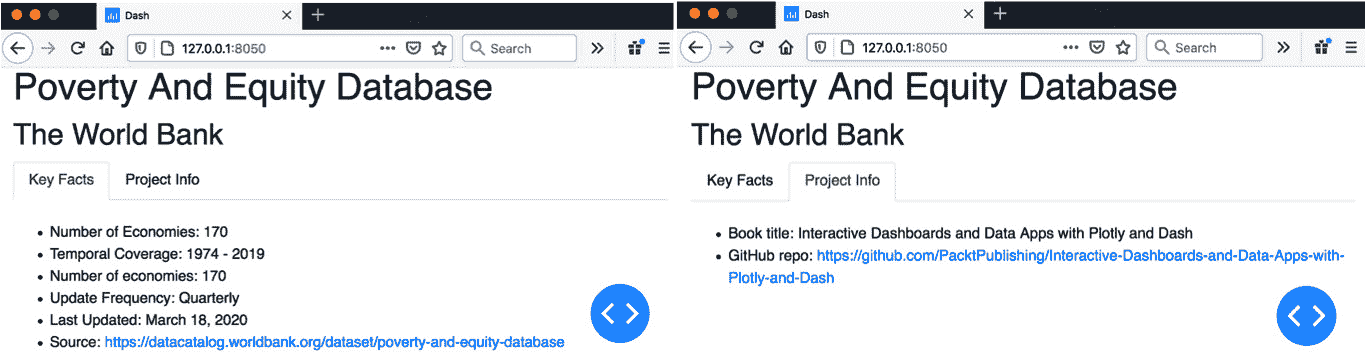 Dash
127.0.0.1:8050
Search
Poverty And Equity Database
The World Bank
Key Facts
Project Info
Number of Economies: 170
Temporal Coverage: 1974 - 2019
Number of economies: 170
Update Frequency: Quarterly
Last Updated: March 18, 2020
Source: https://datacatalog.worldbank.org/dataset/poverty-and-equity-database
Dash
127.0.0.1:8050
Search
Poverty And Equity Database
The World Bank
Key Facts
Project Info
Book title: Interactive Dashboards and Data Apps with Plotly and Dash
GitHub repo: https://github.com/PacktPublishing/Interactive-Dashboards-and-Data-Apps-with-
Plotly-and-Dash